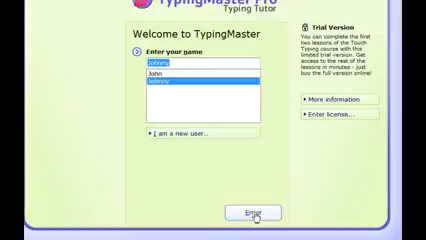 TypingMaster Pro
Typing Tutor
Welcome to TypingMaster
Enter your name
Johnny
John
Johnny
I am a new user...
Enter
Trial Version
You can complete the first
two lessons of the Touch
Typing course with this
limited trial version. Get
access to the rest of the
lessons in minutes - just
buy the full version online!
More information
Enter license...